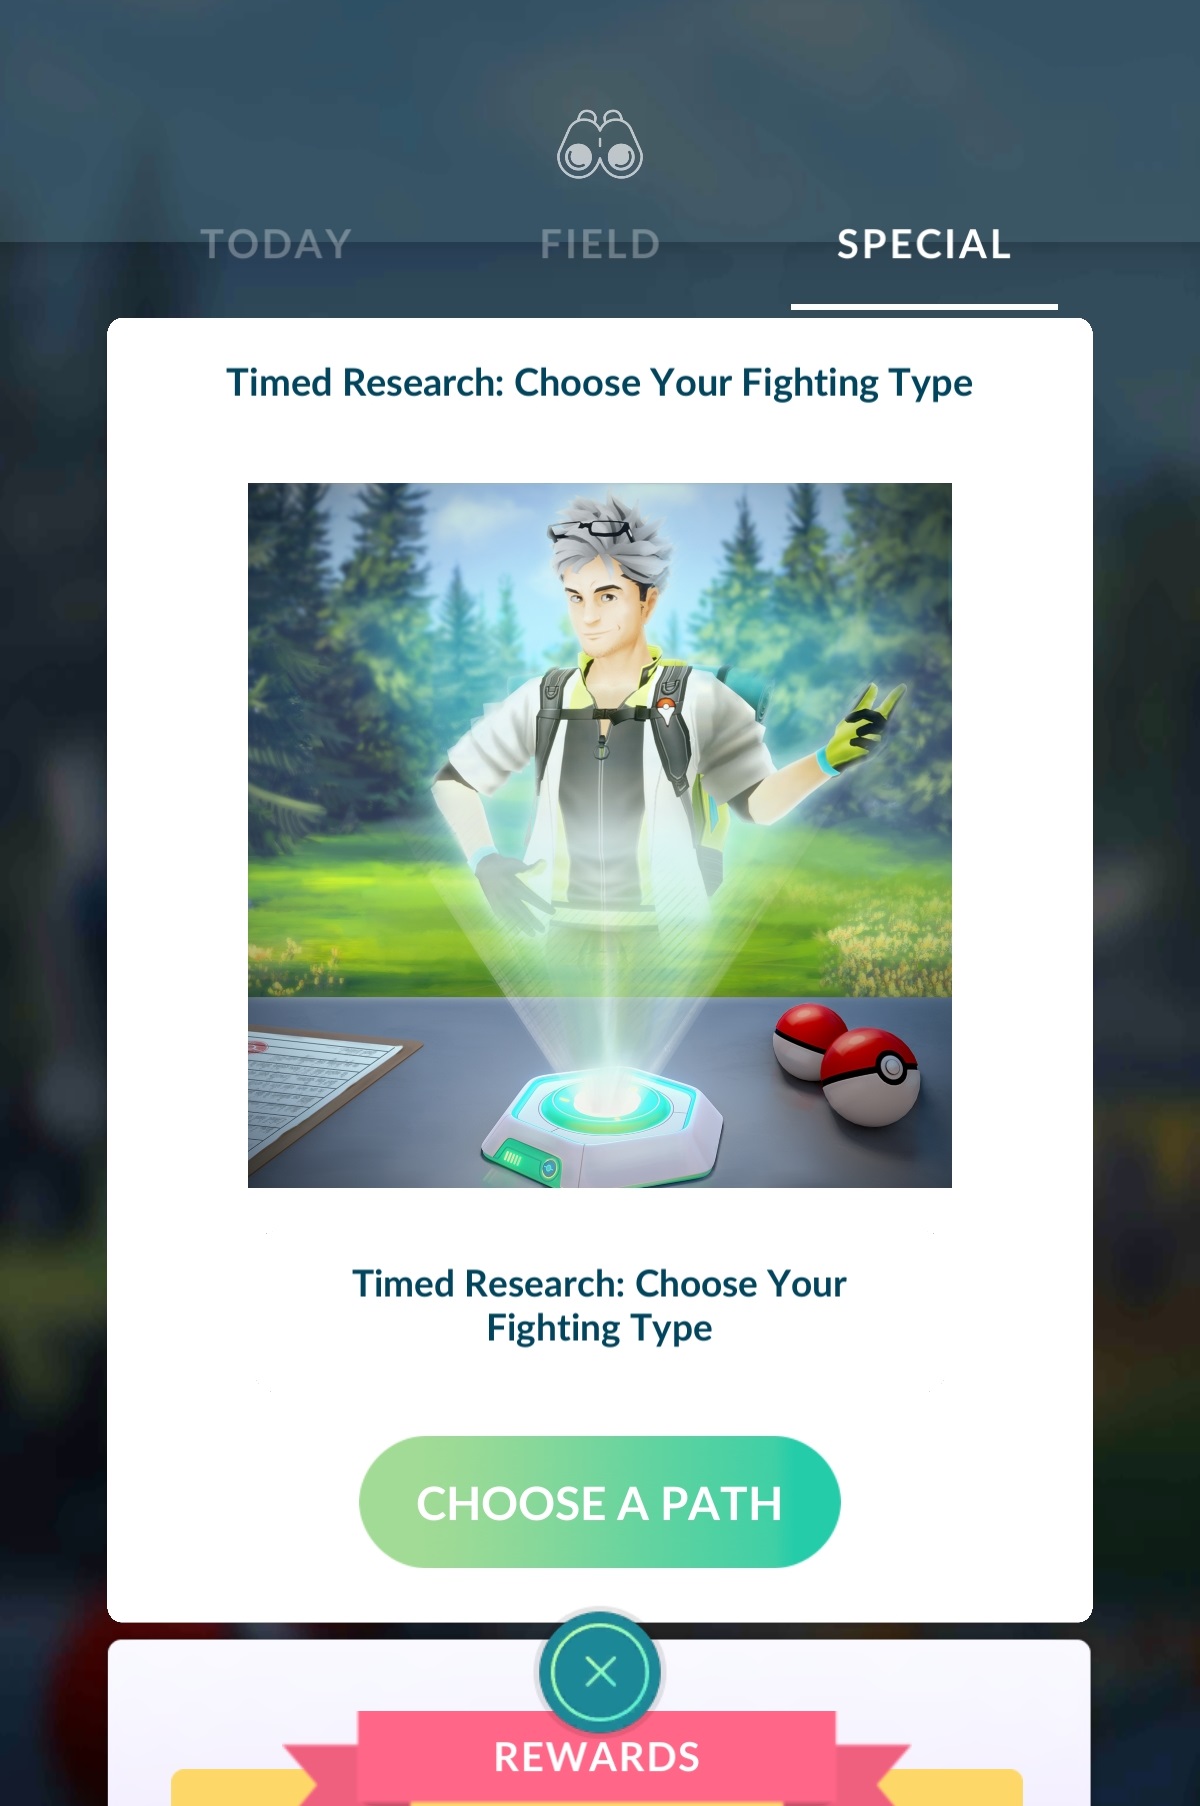 TODAY FIELD SPECIAL
Timed Research: Choose Your Fighting Type
Timed Research: Choose Your
Fighting Type
CHOOSE A PATH
REWARDS